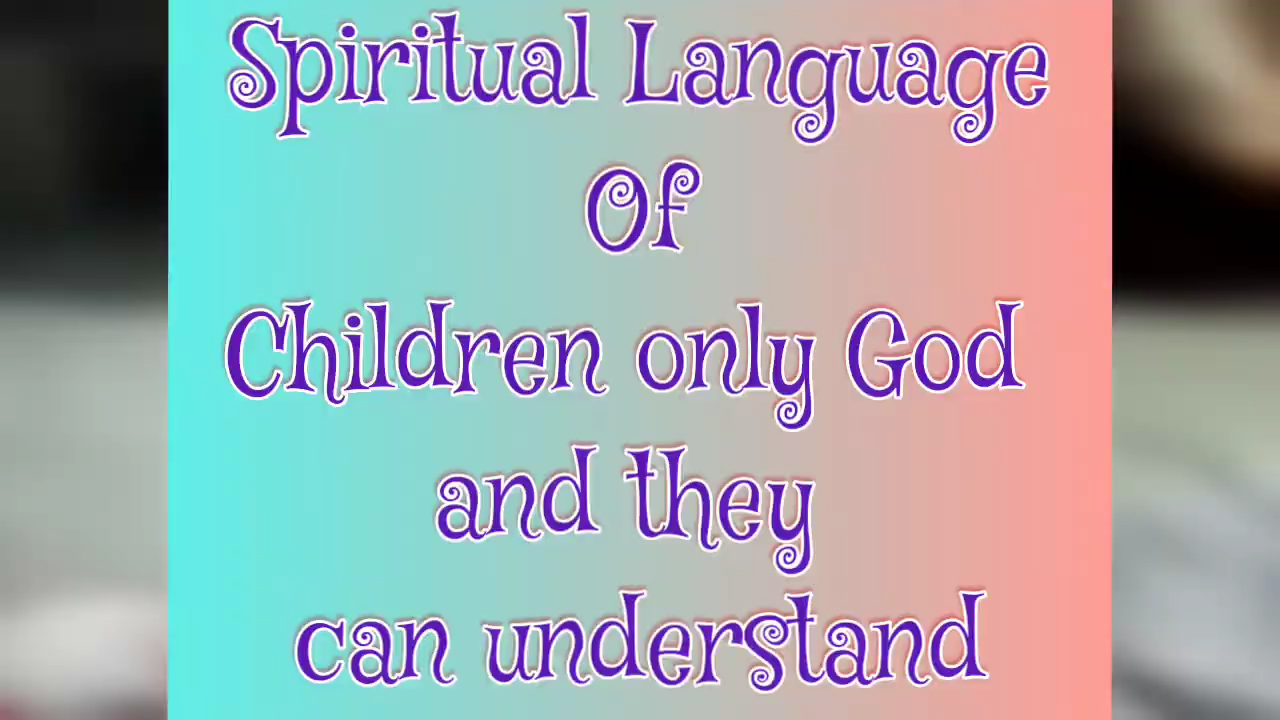 Spiritual Language
Of
Children only God
and they
can understand